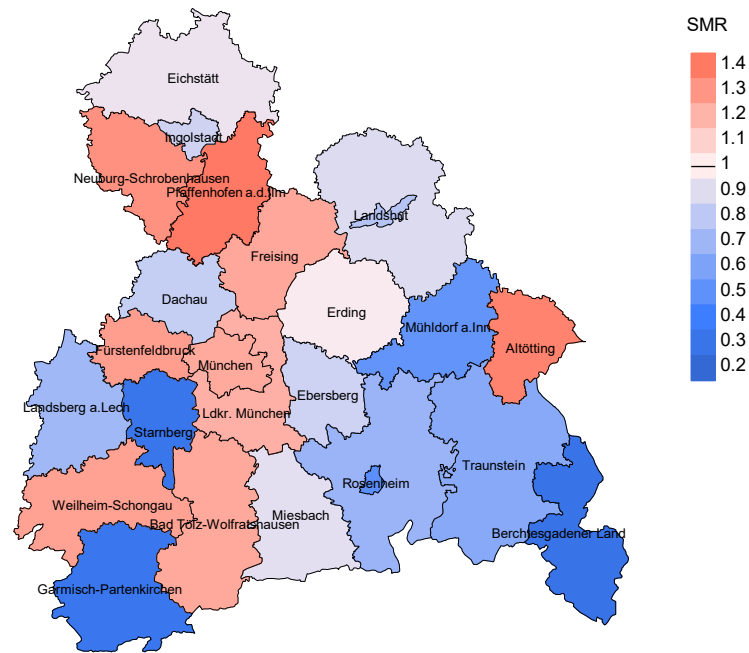 SMR
1.4
1.3
1.2
1.1
1
0.9
0.7
0.6
0.5
0.4
0.3
0.2
Eichstätt
Ingolstadt
Neuburg-Schrobenhausen
Pfaffenhofen a.d.Ilm
Landshut
Freising
Dachau
Erding
Mühldorf a.Inn
Altötting
Fürstenfeldbruck
München
Ebersberg
Landsberg a.Lech
Ldkr. München
Starnberg
Traunstein
Rosenheim
Weilheim-Schongau
Miesbach
Bad Tölz-Wolfratshausen
Berchtesgadener Land
Garmisch-Partenkirchen